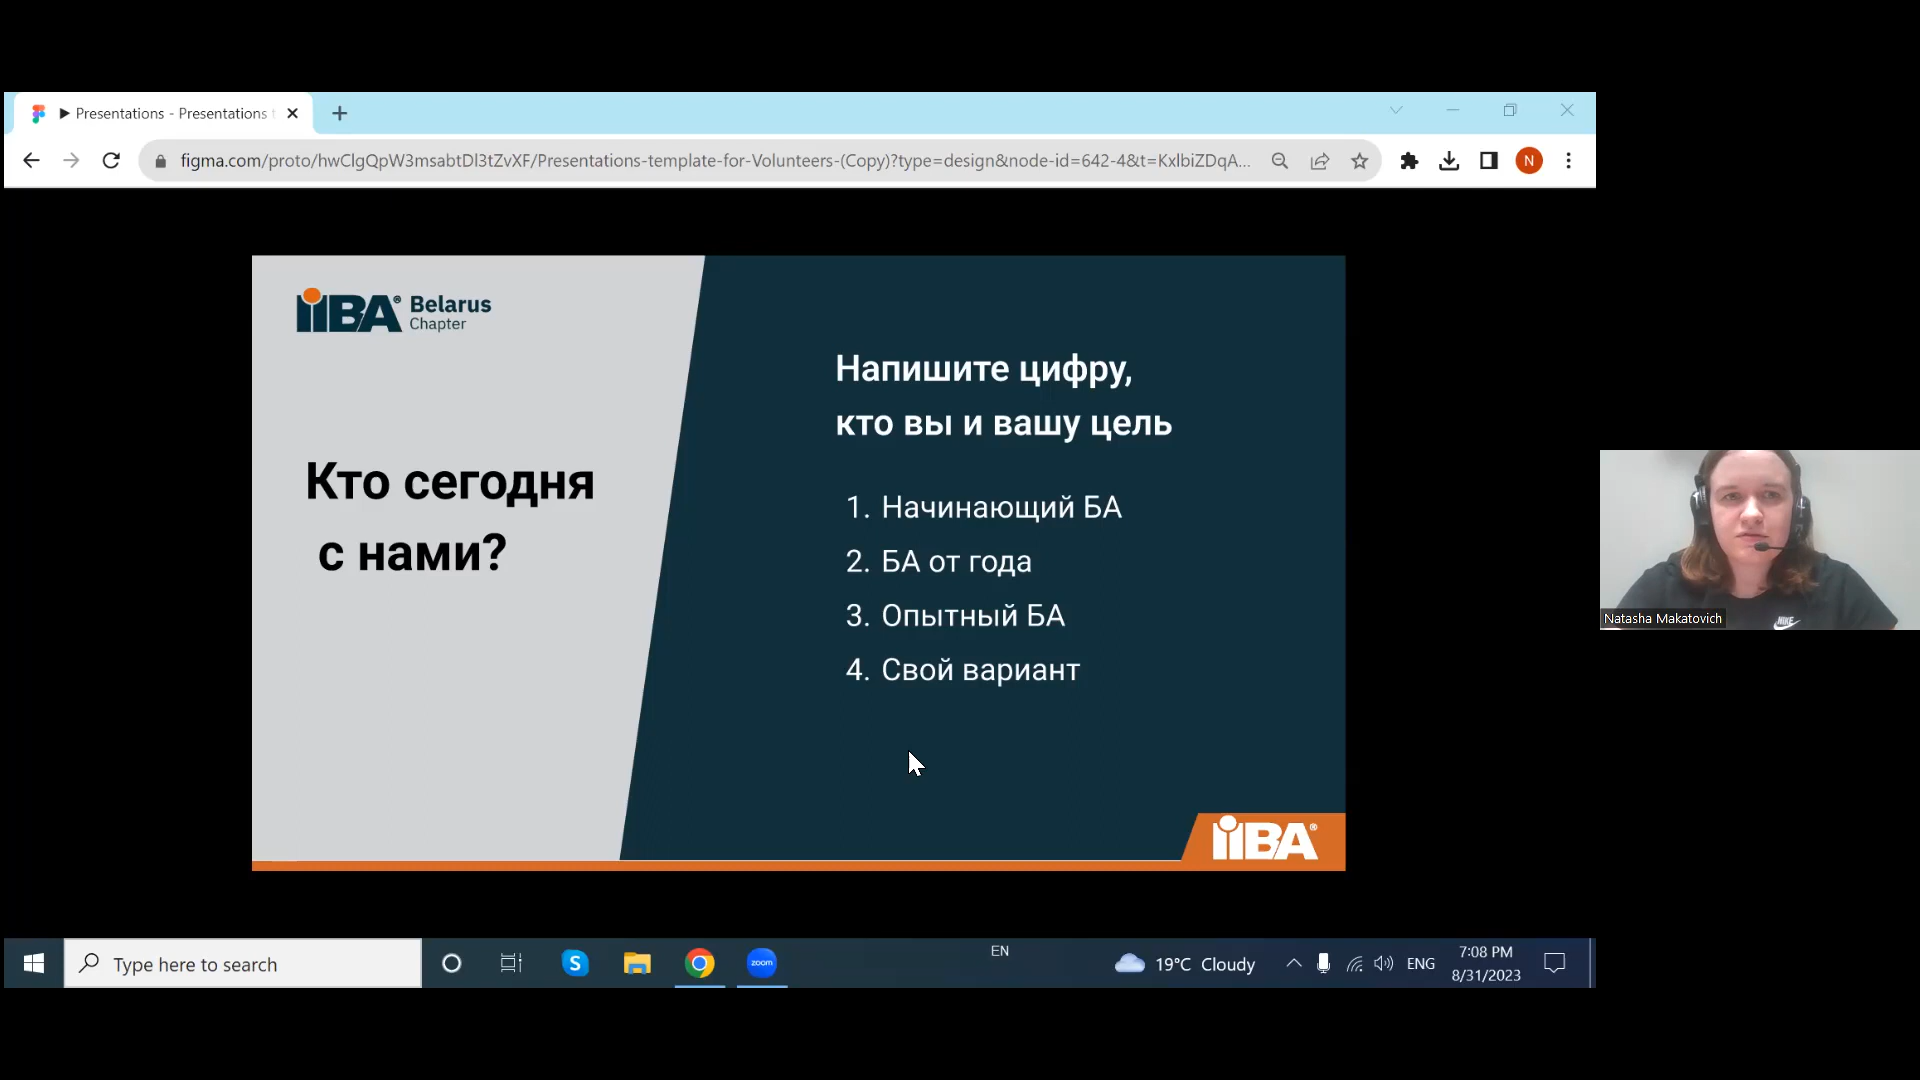 Presentations - Presentations t
figma.com/proto/hwClgQpW3msabtDl3tZvXF/Presentations-template-for-Volunteers-(Copy)?type=design&node-id=642-4&t=KxlbiZDqA...
N
iiBA® Belarus
Chapter
Кто сегодня
с нами?
Напишите цифру,
кто вы и вашу цель
1. Начинающий БА
2. БА от года
3. Опытный БА
4. Свой вариант
iiBA®
NIKE
Natasha Makatovich
Type here to search
S
zoom
EN
19°C Cloudy
ENG
7:08 PM
8/31/2023